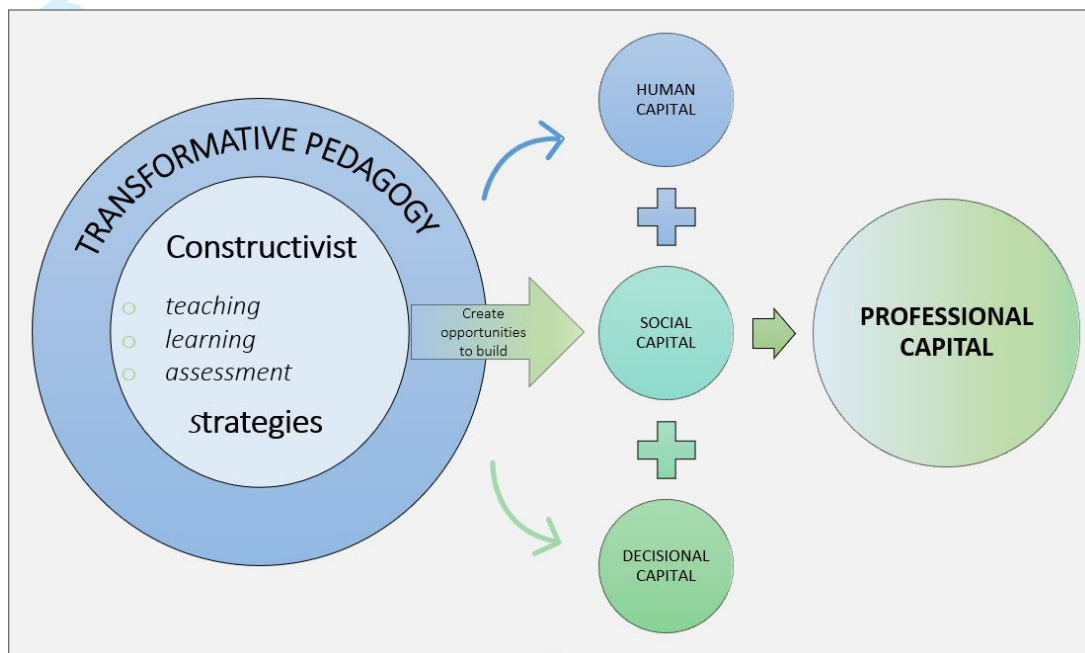 TRANSFORMATIVE PEDAGOGY
Constructivist
o teaching
o learning
o assessment
strategies
Create
opportunities
to build
HUMAN
CAPITAL
SOCIAL
CAPITAL
DECISIONAL
CAPITAL
PROFESSIONAL
CAPITAL